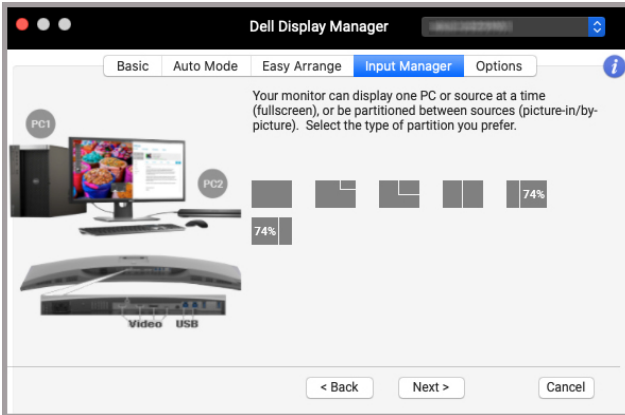 Dell Display Manager
Basic
Auto Mode
Easy Arrange
Input Manager
Options
i
Your monitor can display one PC or source at a time
(fullscreen), or be partitioned between sources (picture-in/by-
picture). Select the type of partition you prefer.
PC1
PC2
74%
74%
Video USB
< Back
Next >
Cancel